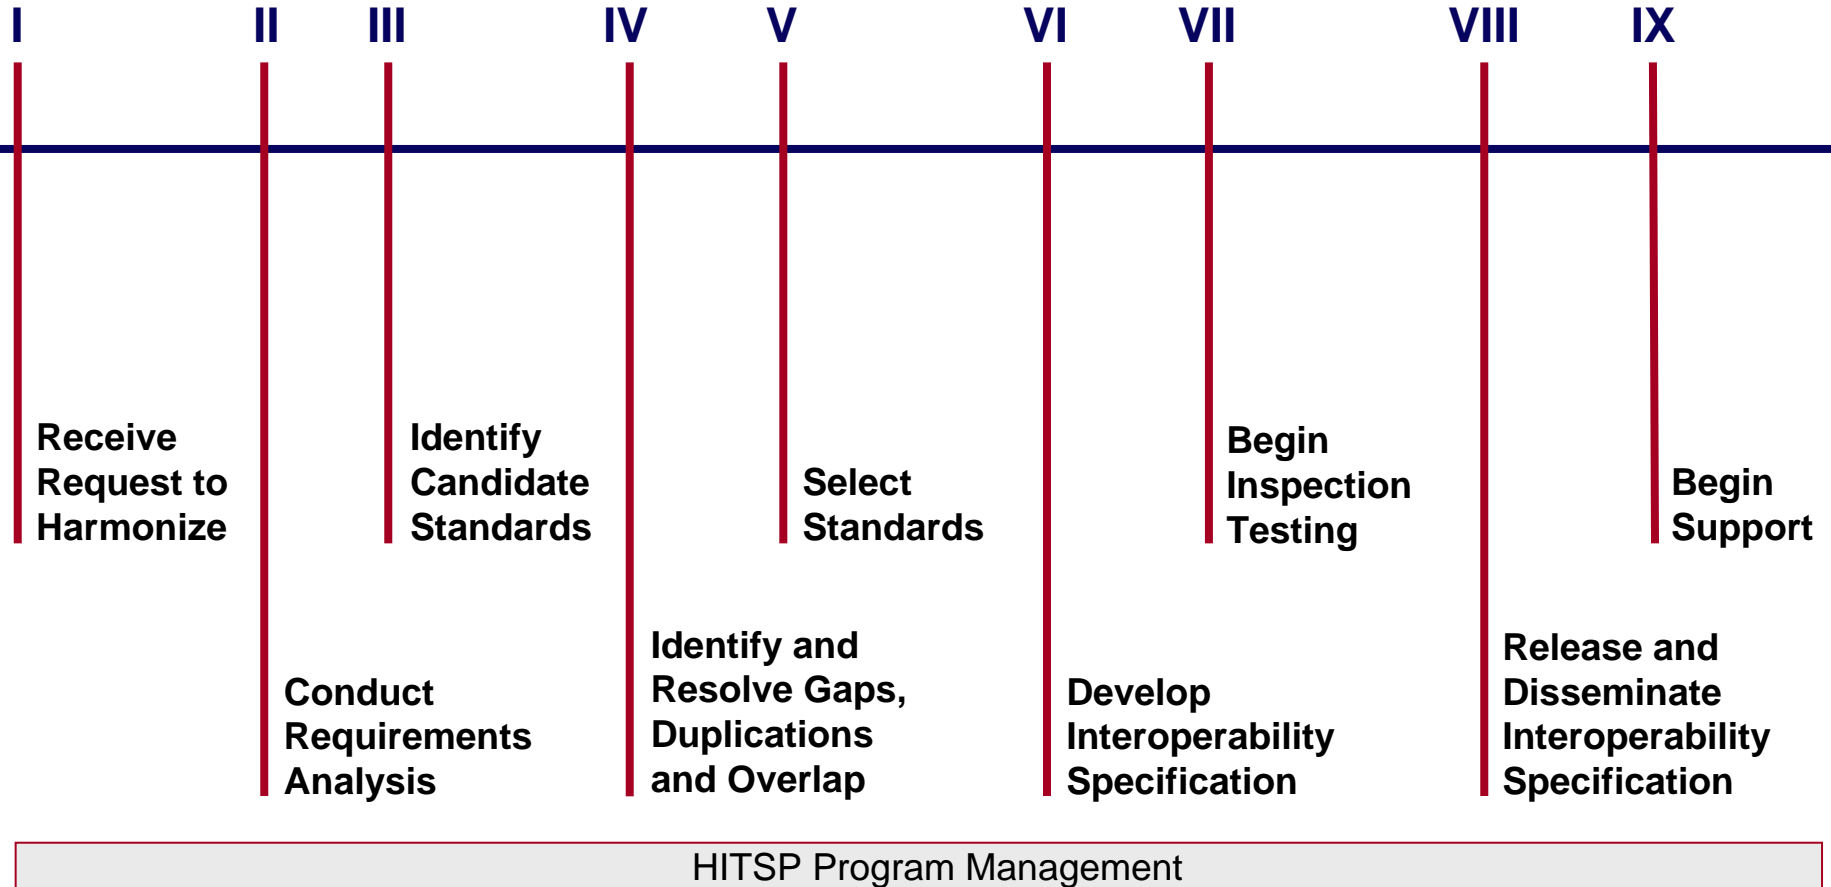 I II III IV V VI VII VIII IX
Receive
Request to
Harmonize
Conduct
Requirements
Analysis
Identify
Candidate
Standards
Identify and
Resolve Gaps,
Duplications
and Overlap
Select
Standards
Develop
Interoperability
Specification
Begin
Inspection
Testing
Release and
Disseminate
Interoperability
Specification
Begin
Support
HITSP Program Management